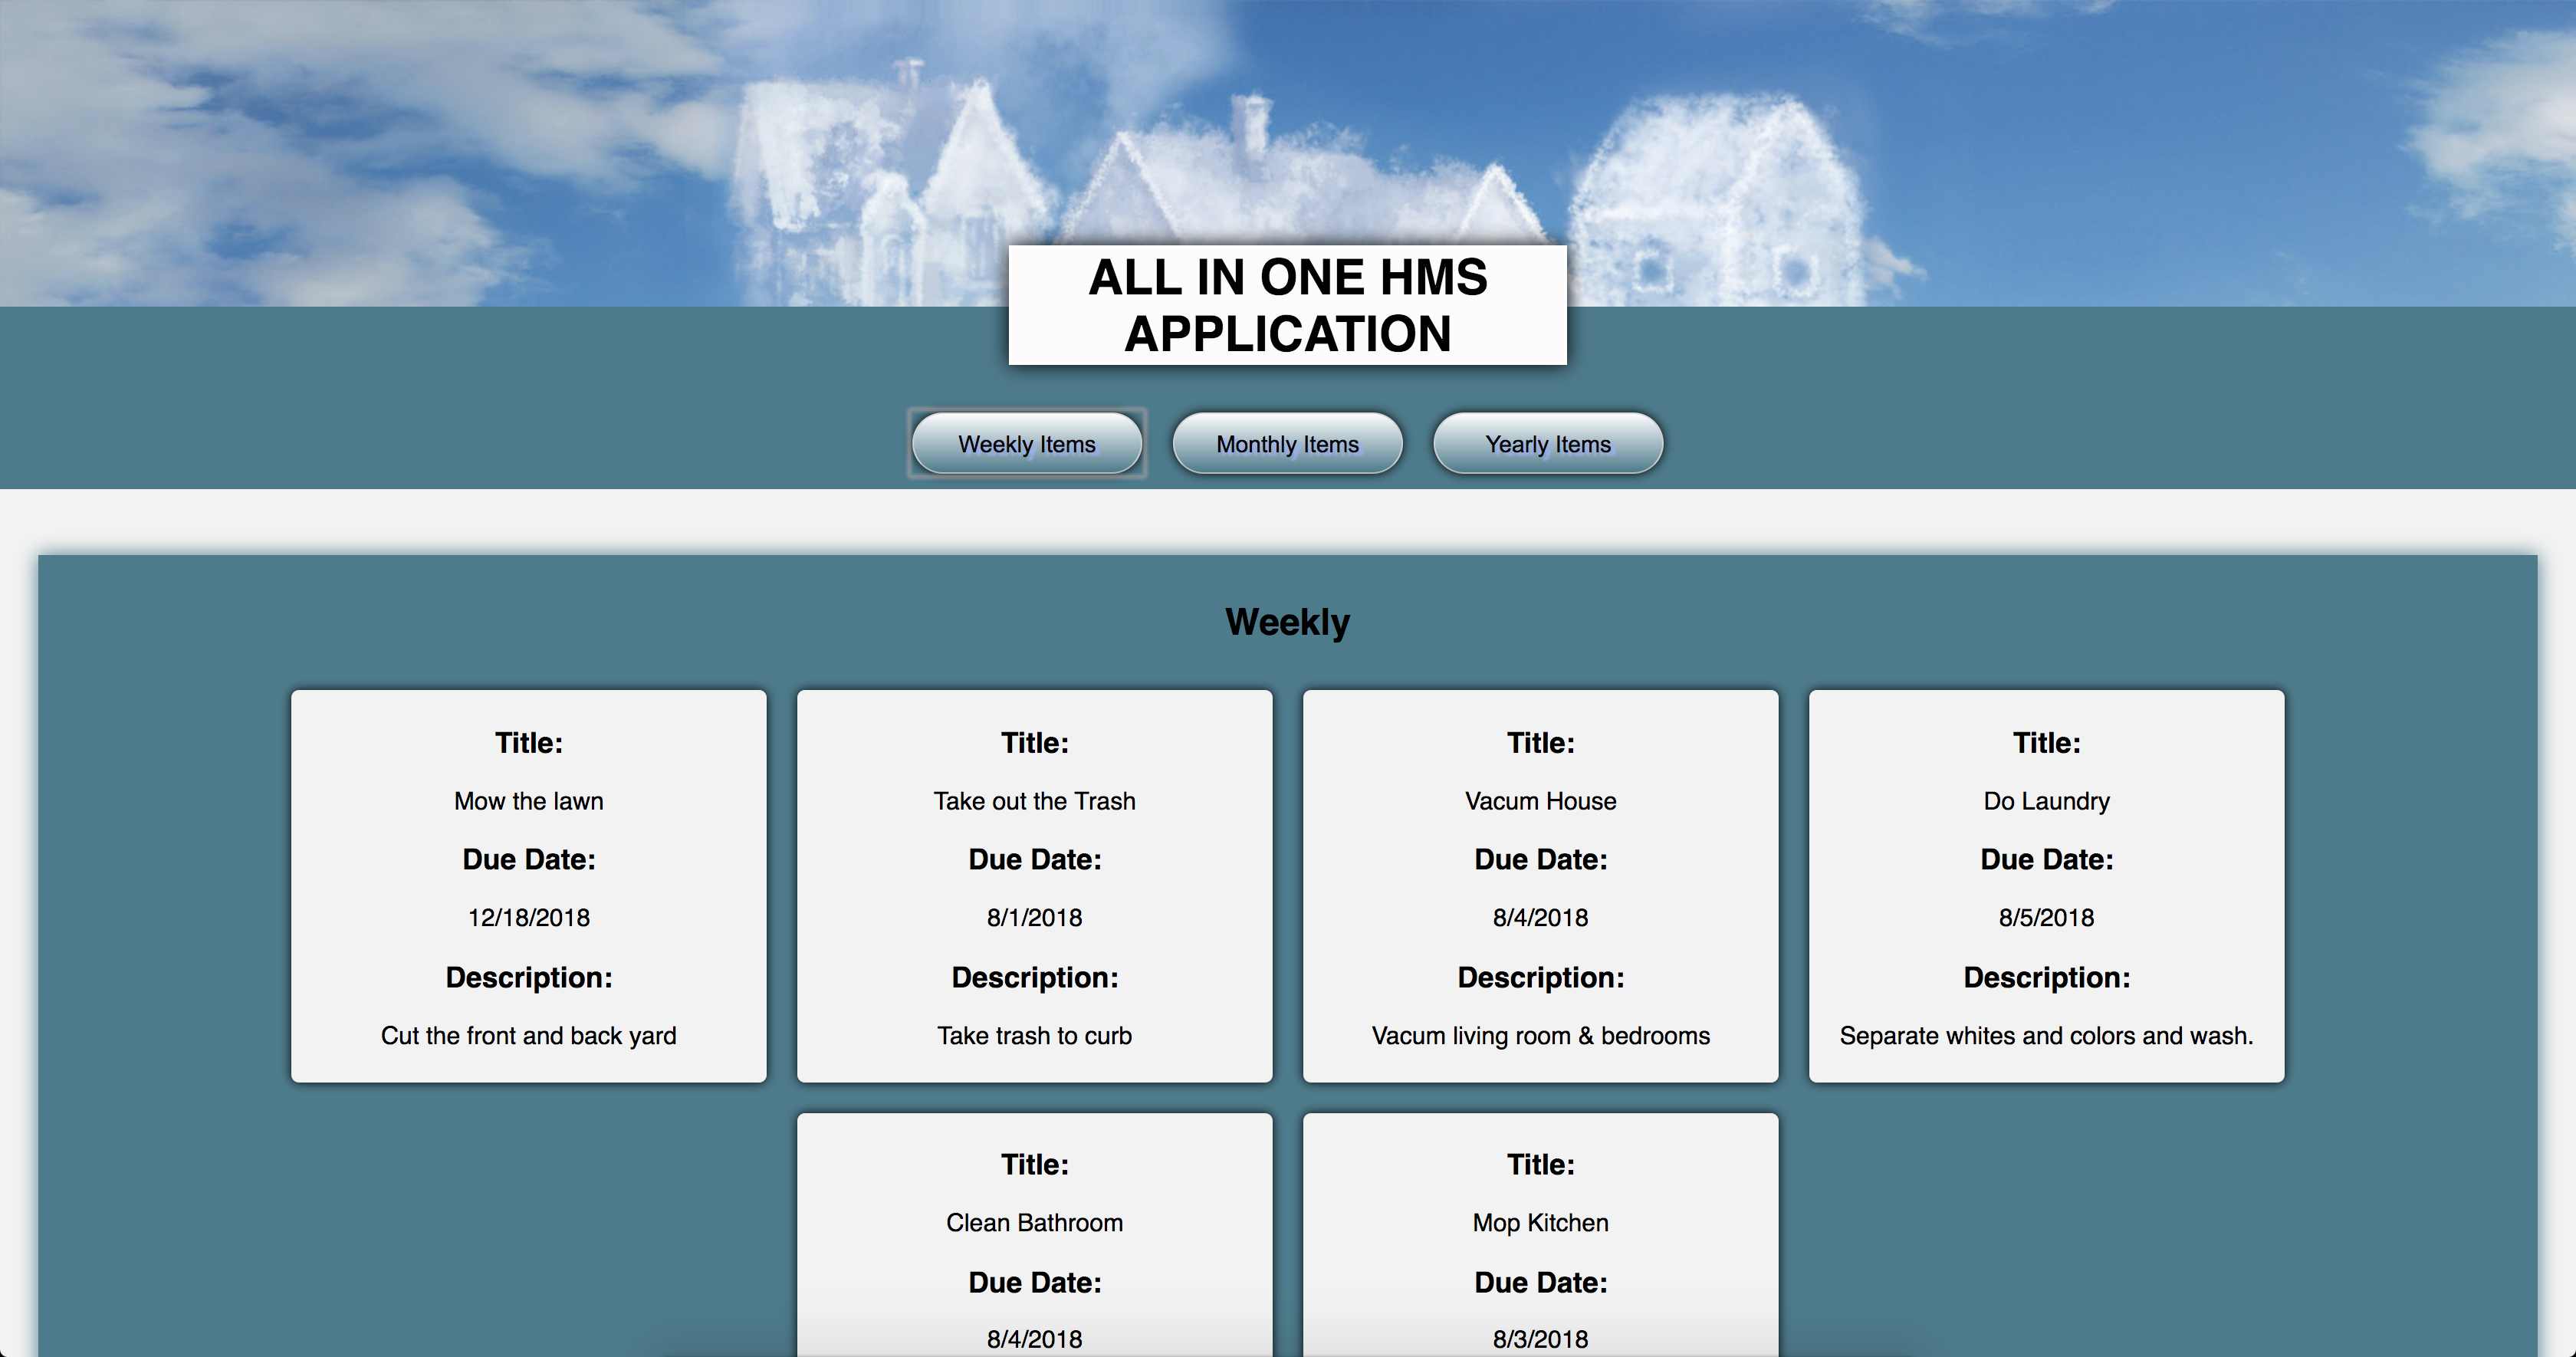 ALL IN ONE HMS
APPLICATION
Weekly Items
Monthly Items
Yearly Items
Weekly
Title:
Mow the lawn
Due Date:
12/18/2018
Description:
Cut the front and back yard
Title:
Take out the Trash
Due Date:
8/1/2018
Description:
Take trash to curb
Title:
Vacum House
Due Date:
8/4/2018
Description:
Vacum living room & bedrooms
Title:
Do Laundry
Due Date:
8/5/2018
Description:
Separate whites and colors and wash.
Title:
Clean Bathroom
Due Date:
8/4/2018
Title:
Mop Kitchen
Due Date:
8/3/2018